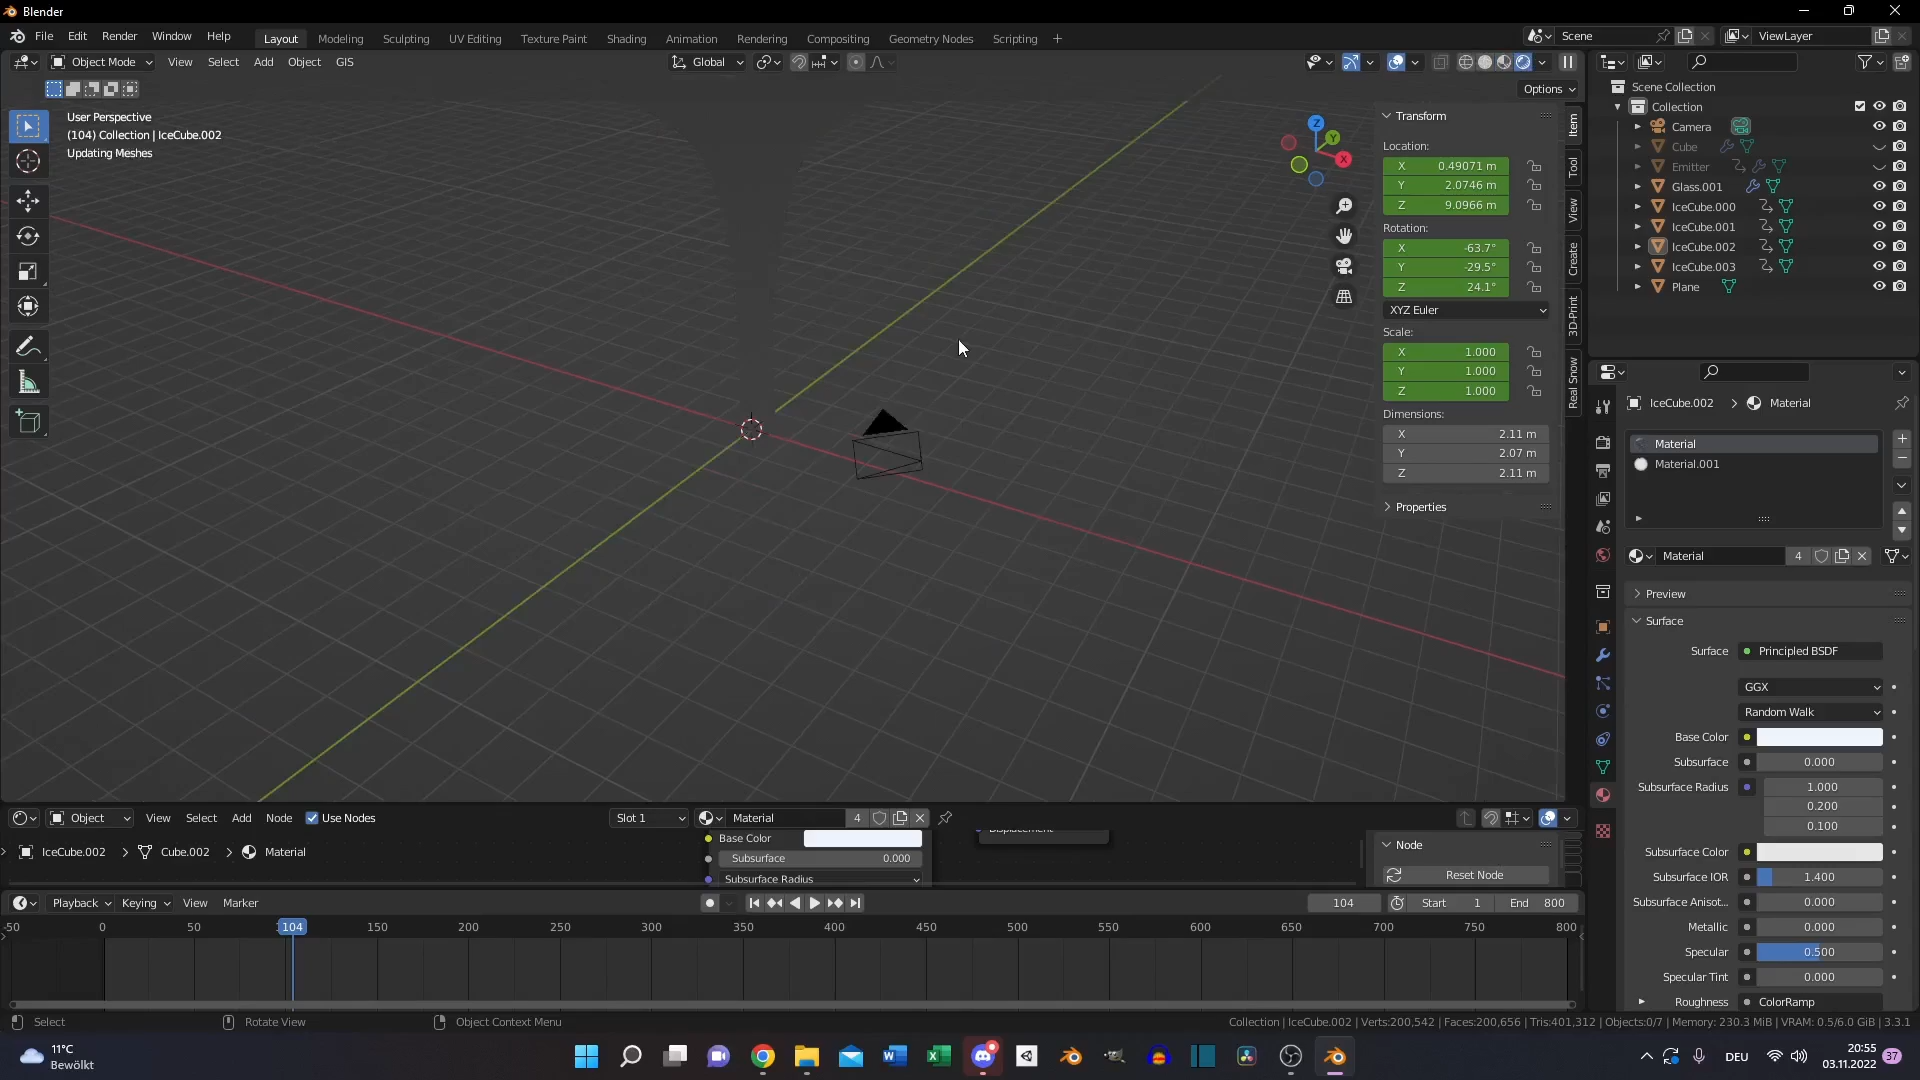 Blender
File Edit Render Window Help
Layout Modeling Sculpting UV Editing Texture Paint Shading Animation Rendering Compositing Geometry Nodes Scripting +
Scene
ViewLayer
Object Mode View Select Add Object GIS
Global
Options
User Perspective
(104) Collection | IceCube.002
Updating Meshes
Z
Y
X
Transform
Location:
X 0.49071 m
Y 2.0746 m
Z 9.0966 m
Rotation:
X -63.7°
Y -29.5°
Z 24.1°
XYZ Euler
Scale:
X 1.000
Y 1.000
Z 1.000
Dimensions:
X 2.11 m
Y 2.07 m
Z 2.11 m
Properties
Item
Tool
View
Create
3D-Print
Real Snow
Scene Collection
Collection
Camera
Cube
Emitter
Glass.001
IceCube.000
IceCube.001
IceCube.002
IceCube.003
Plane
IceCube.002 > Material
Material
Material.001
Material 4
Preview
Surface
Surface Principled BSDF
GGX
Random Walk
Base Color
Subsurface 0.000
Subsurface Radius 1.000
0.200
0.100
Subsurface Color
Subsurface IOR 1.400
Subsurface Anisot... 0.000
Metallic 0.000
Specular 0.500
Specular Tint 0.000
Roughness ColorRamp
Object View Select Add Node Use Nodes
Slot 1
Material 4
IceCube.002 > Cube.002 > Material
Base Color
Subsurface 0.000
Subsurface Radius
Displacement
Node
Reset Node
Playback Keying View Marker
104 Start 1 End 800
-50 0 50 104 150 200 250 300 350 400 450 500 550 600 650 700 750 800
Select
Rotate View
Object Context Menu
Collection | IceCube.002 | Verts:200,542 | Faces:200,656 | Tris:401,312 | Objects:0/7 | Memory: 230.3 MiB | VRAM: 0.5/6.0 GiB | 3.3.1
11°C
Bewölkt
DEU
20:55
03.11.2022
37